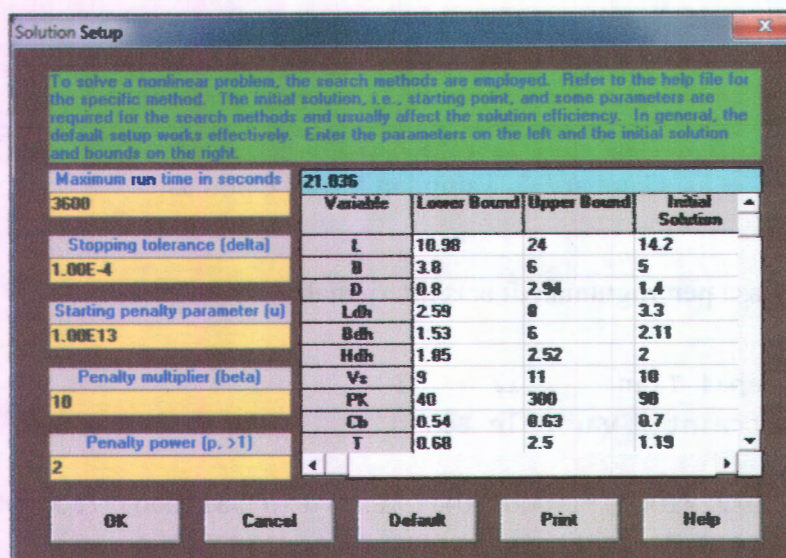 Solution Setup
x
To solve a nonlinear problem, the search methods are employed. Refer to the help file for
the specific method. The initial solution, i.e., starting point, and some parameters are
required for the search methods and usually affect the solution efficiency. In general, the
default setup works effectively. Enter the parameters on the left and the initial solution
and bounds on the right.
Maximum run time in seconds
3600
Stopping tolerance (delta)
1.00E-4
Starting penalty parameter (u)
1.00E13
Penalty multiplier (beta)
10
Penalty power (p, >1)
2
21.036
Variable Lower Bound Upper Bound Initial Solution
L 10.98 24 14.2
B 3.8 6 5
D 0.8 2.94 1.4
Ldh 2.59 8 3.3
Bdh 1.53 6 2.11
Hdh 1.85 2.52 2
Vs 9 11 10
PK 40 300 90
Cb 0.54 0.63 0.7
T 0.68 2.5 1.19
OK Cancel Default Print Help